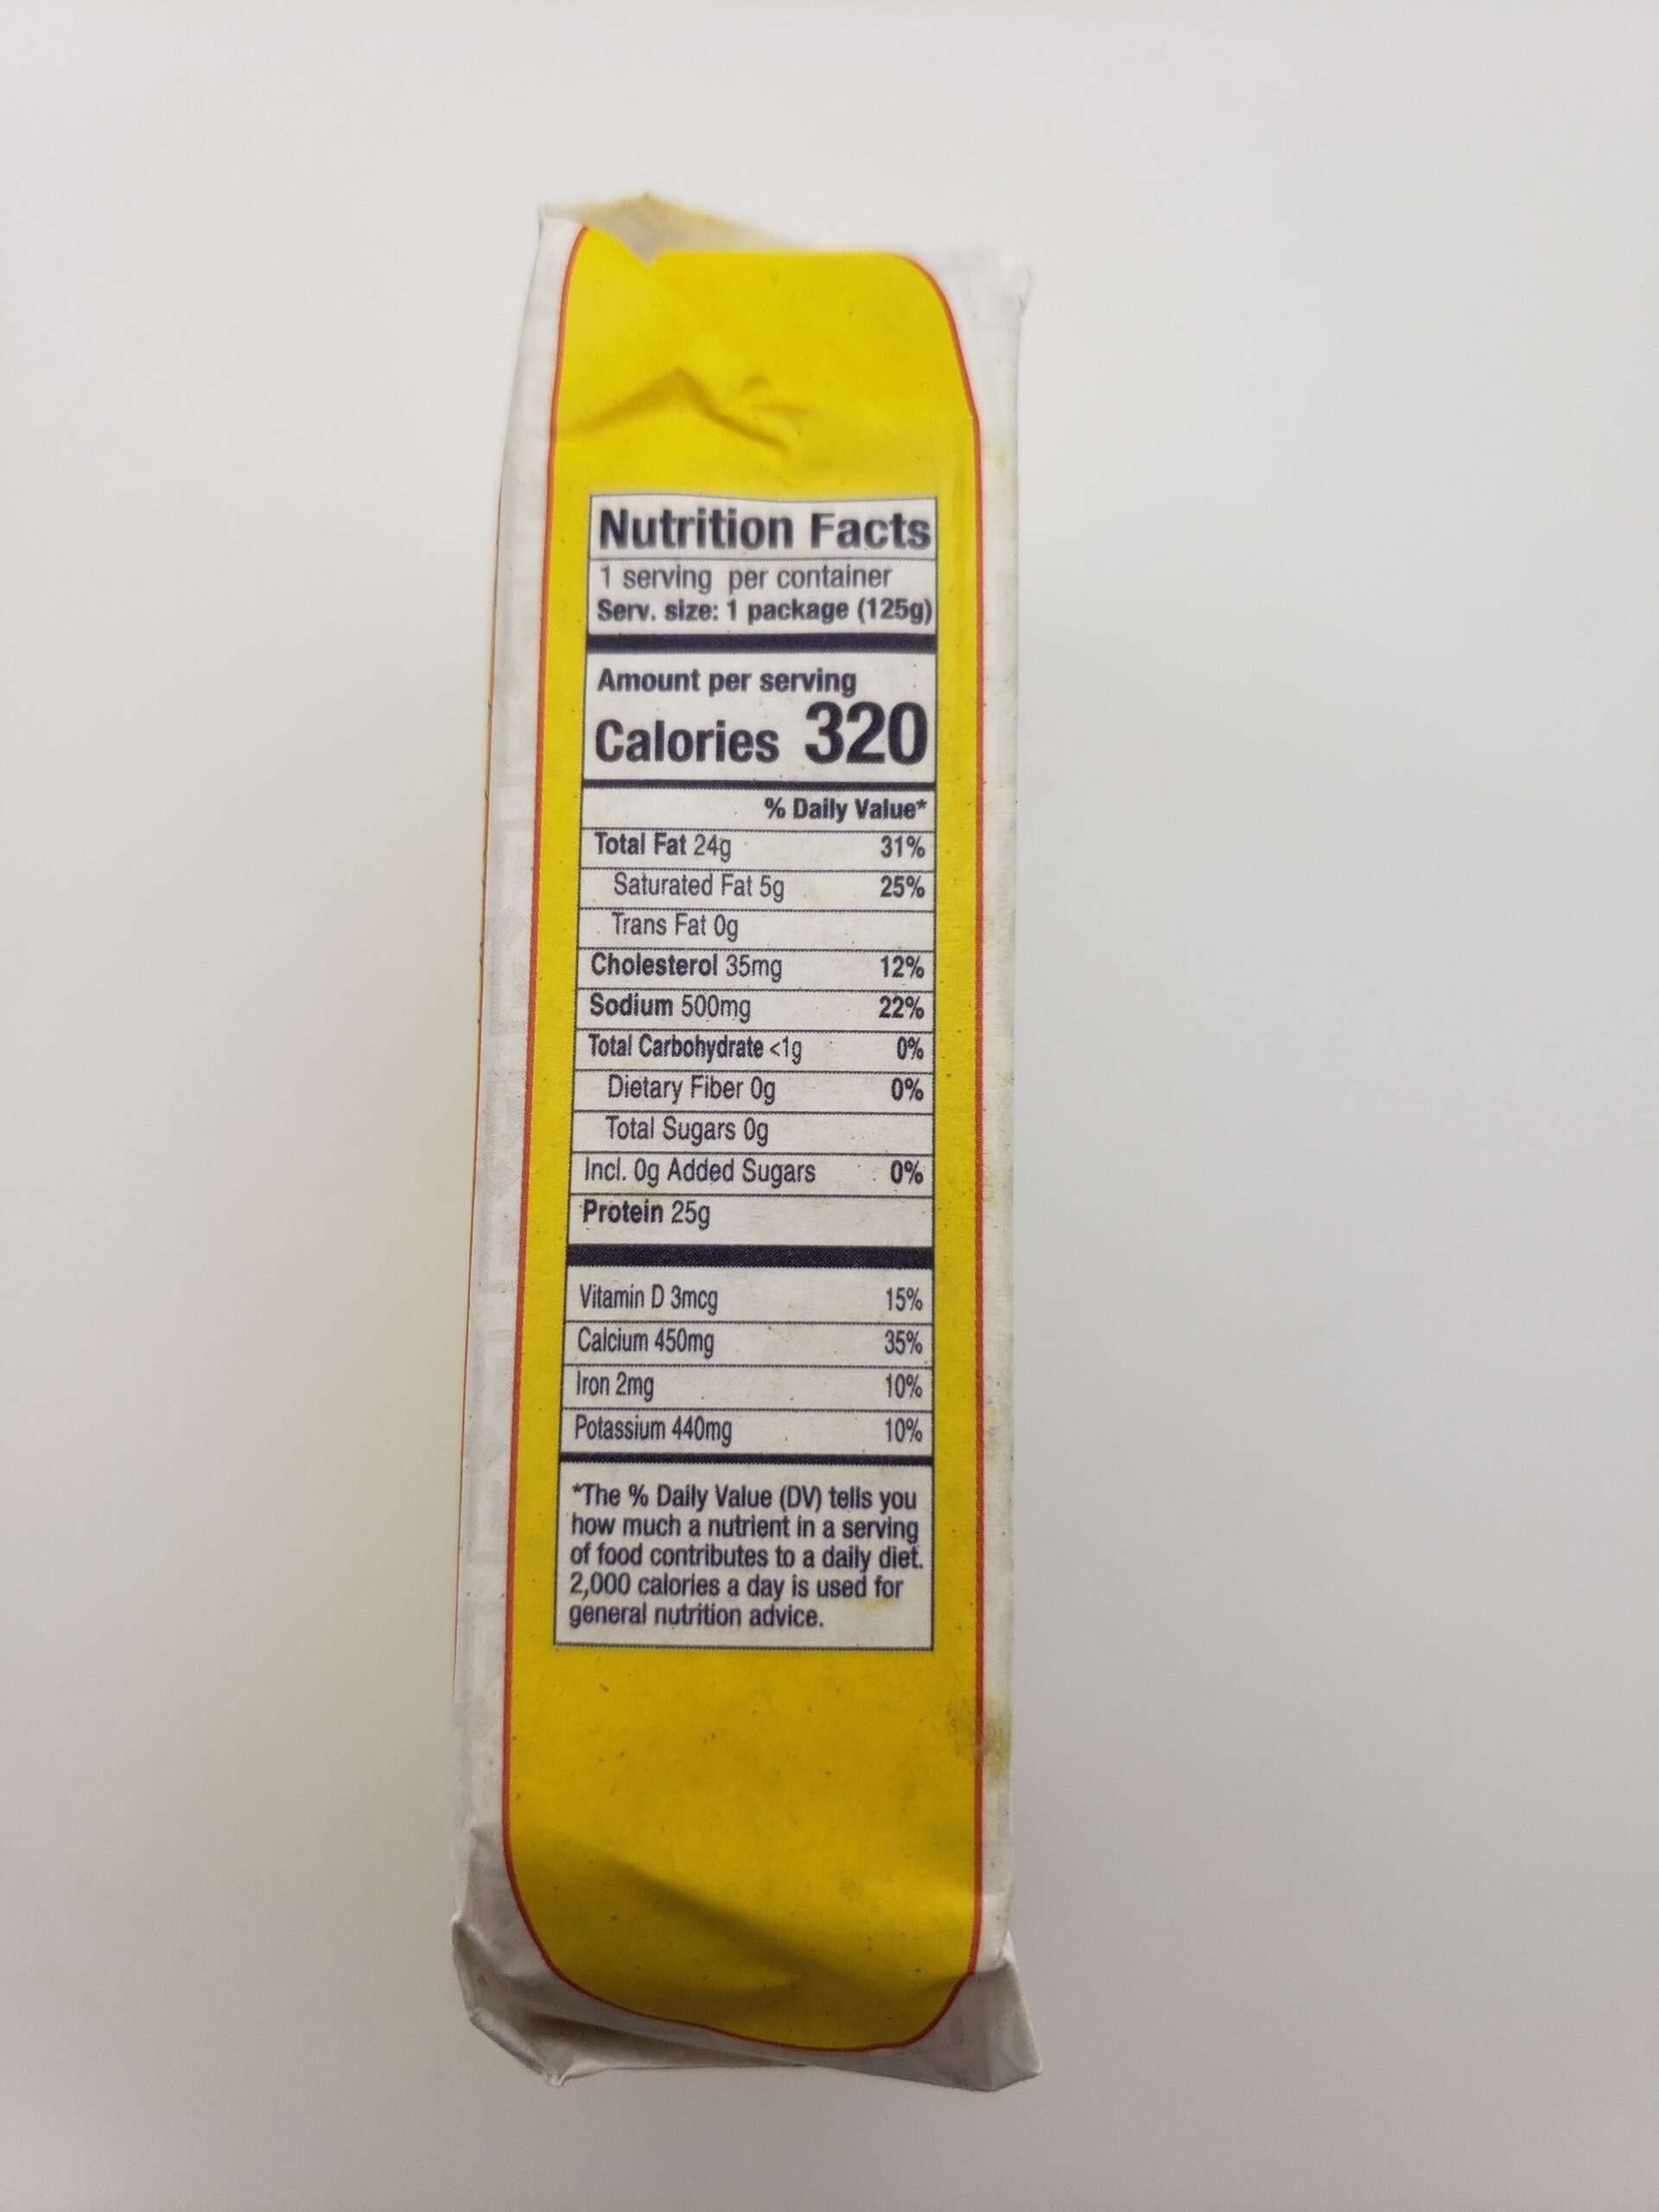 Nutrition Facts
1 serving per container
Serv. size: 1 package (125g)
Amount per serving
Calories 320
% Daily Value*
Total Fat 24g 31%
Saturated Fat 5g 25%
Trans Fat 0g
Cholesterol 35mg 12%
Sodium 500mg 22%
Total Carbohydrate <1g 0%
Dietary Fiber 0g 0%
Total Sugars 0g
Incl. 0g Added Sugars 0%
Protein 25g
Vitamin D 3mcg 15%
Calcium 450mg 35%
Iron 2mg 10%
Potassium 440mg 10%
*The % Daily Value (DV) tells you
how much a nutrient in a serving
of food contributes to a daily diet.
2,000 calories a day is used for
general nutrition advice.